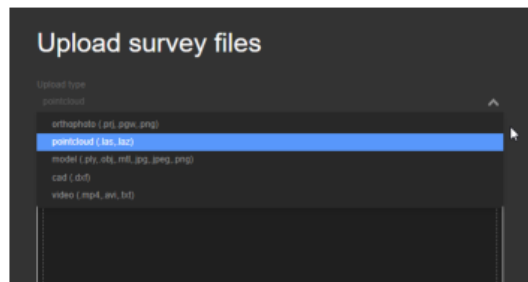 Upload survey files
Upload type
pointcloud
orthophoto (.prj, pgw, png)
pointcloud (.las, laz)
model (.ply, obj, mtl, jpg, jpeg, png)
cad (.dxf)
video (.mp4, avi, txt)